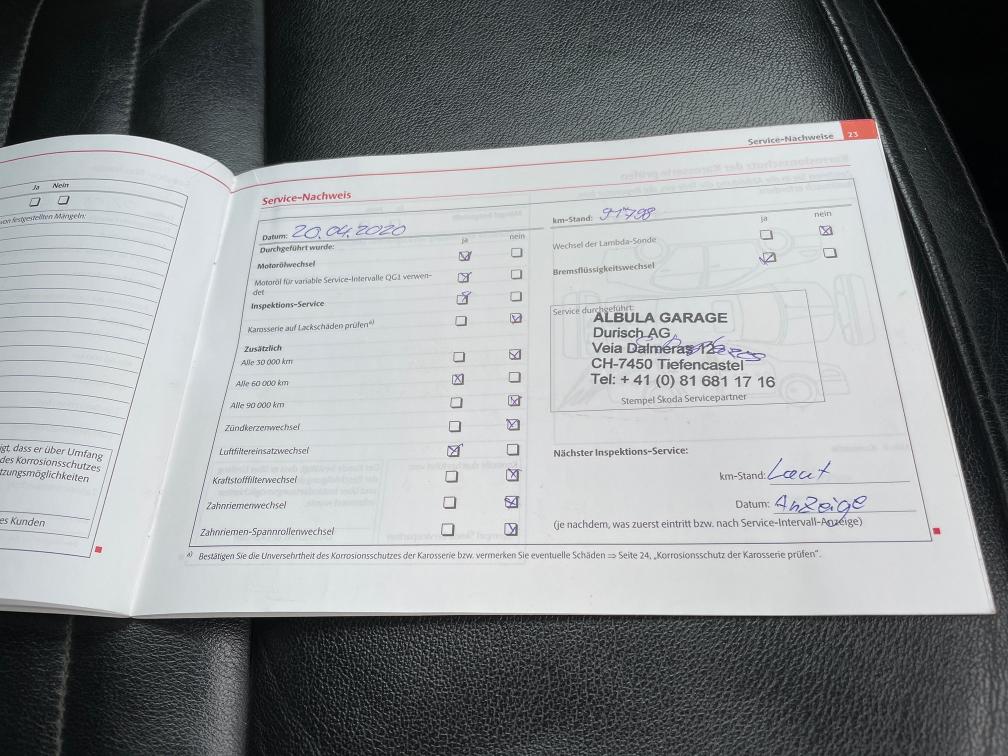 Service-Nachweise 23
Ja Nein
von festgestellten Mängeln:
igt, dass er über Umfang
des Korrosionsschutzes
tzungsmöglichkeiten
es Kunden
Service-Nachweis
Datum: 20.04.2020
ja nein
Durchgeführt wurde:
Motorölwechsel
Motoröl für variable Service-Intervalle QG1 verwen-
det
Inspektions-Service
Karosserie auf Lackschäden prüfen a)
Zusätzlich
Alle 30 000 km
Alle 60 000 km
Alle 90 000 km
Zündkerzenwechsel
Luftfiltereinsatzwechsel
Kraftstofffilterwechsel
Zahnriemenwechsel
Zahnriemen-Spannrollenwechsel
km-Stand: 91798
ja nein
Wechsel der Lambda-Sonde
Bremsflüssigkeitswechsel
Service durchgeführt:
ALBULA GARAGE
Durisch AG
Veia Dalmeras 12
CH-7450 Tiefencastel
Tel: + 41 (0) 81 681 17 16
Stempel Škoda Servicepartner
Nächster Inspektions-Service:
km-Stand: Laut
Datum: Anzeige
(je nachdem, was zuerst eintritt bzw. nach Service-Intervall-Anzeige)
a) Bestätigen Sie die Unversehrtheit des Korrosionsschutzes der Karosserie bzw. vermerken Sie eventuelle Schäden ⇒ Seite 24, „Korrosionsschutz der Karosserie prüfen“.